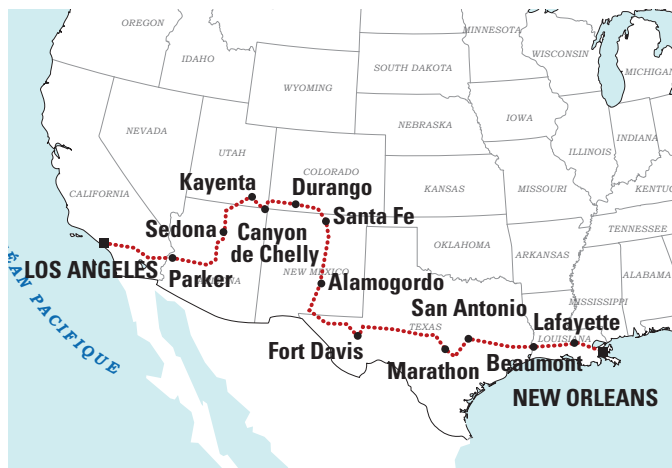 OREGON
MINNESOTA
IDAHO
WISCONSIN
SOUTH DAKOTA
MICHIGAN
WYOMING
IOWA
NEBRASKA
NEVADA
ILLINOIS
INDIANA
UTAH
COLORADO
Kayenta
Durango
KANSAS
MISSOURI
CALIFORNIA
KENTU
Santa Fe
Sedona
Canyon
de Chelly
TENNESSEE
OKLAHOMA
ARKANSAS
LOS ANGELES
Parker
NEW MEXICO
Alamogordo
ALABAMA
MISSISSIPPI
San Antonio
Lafayette
TEXAS
LOUISIANA
Fort Davis
Marathon
Beaumont
NEW ORLEANS
ÉAN PACIFIQUE